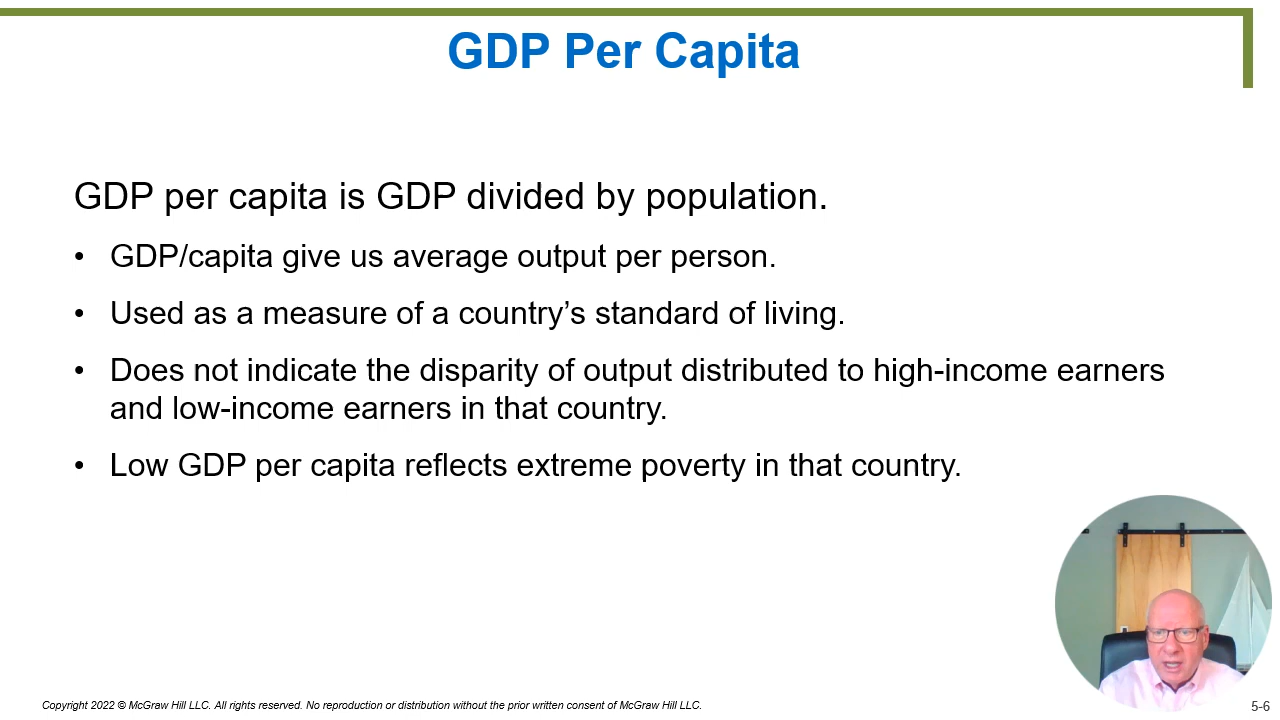 GDP Per Capita
GDP per capita is GDP divided by population.
• GDP/capita give us average output per person.
• Used as a measure of a country’s standard of living.
• Does not indicate the disparity of output distributed to high-income earners
and low-income earners in that country.
• Low GDP per capita reflects extreme poverty in that country.
Copyright 2022 © McGraw Hill LLC. All rights reserved. No reproduction or distribution without the prior written consent of McGraw Hill LLC.
5-6